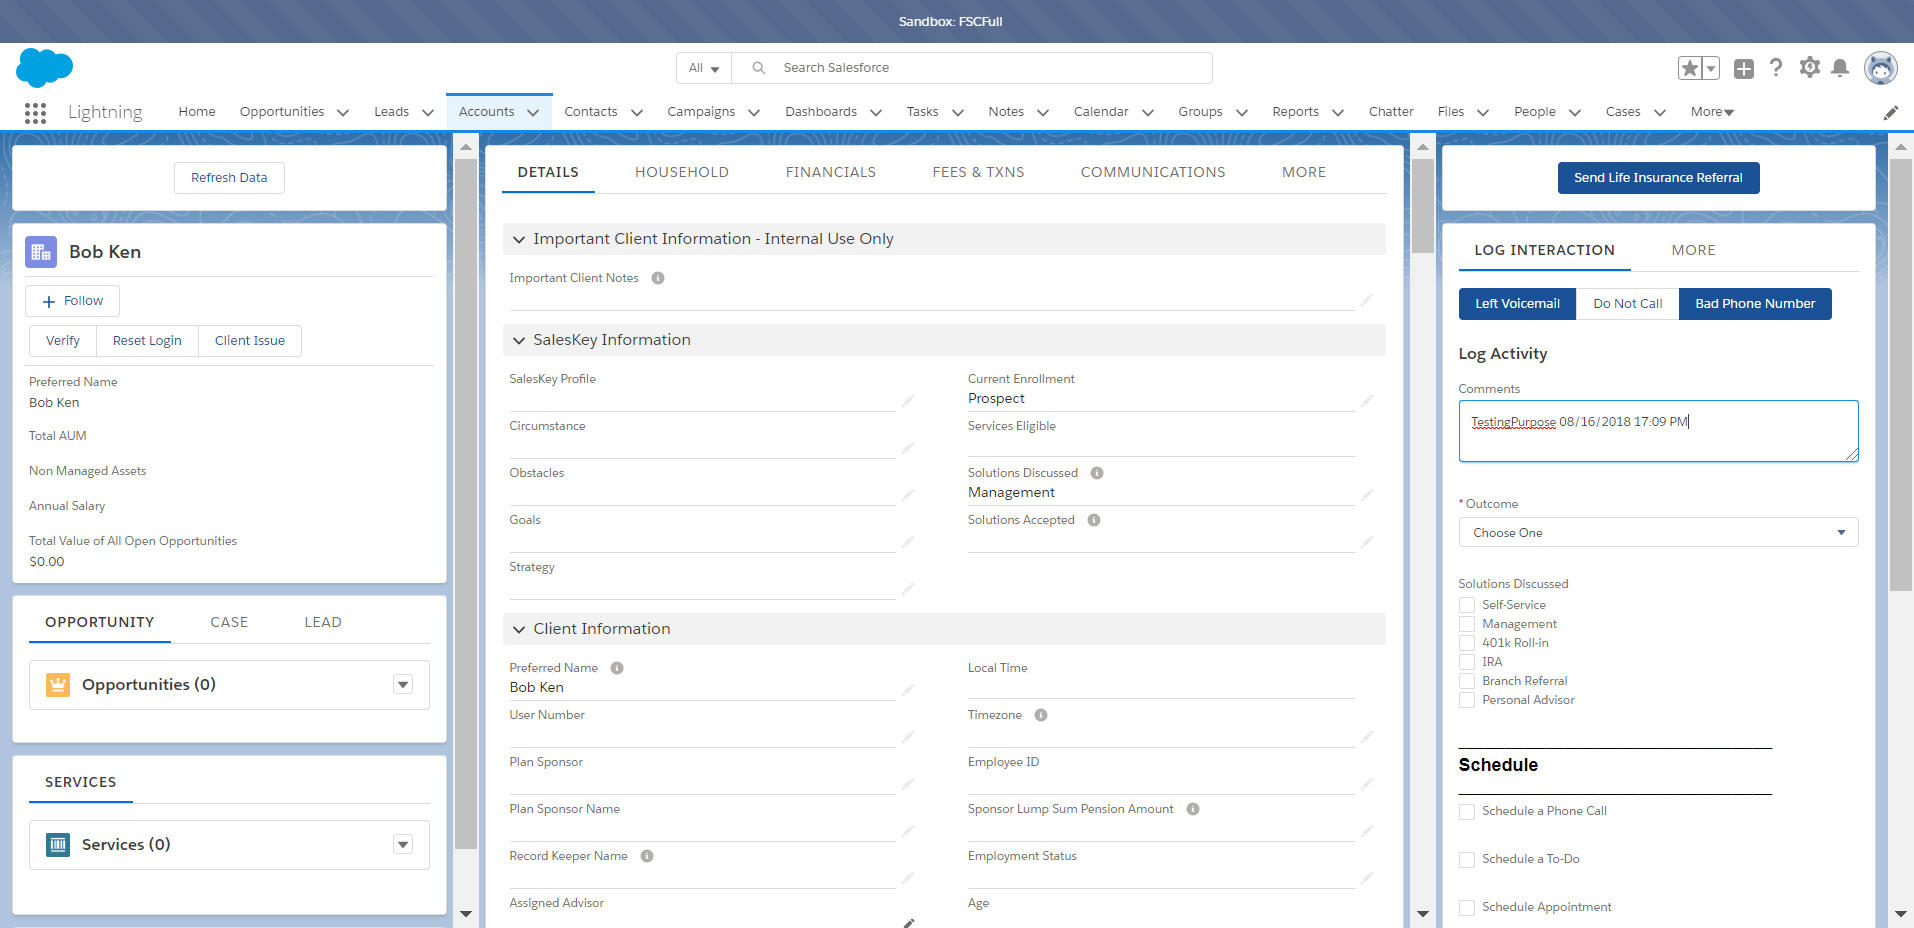 Sandbox: FSCFull
All
Search Salesforce
Lightning
Home
Opportunities
Leads
Accounts
Contacts
Campaigns
Dashboards
Tasks
Notes
Calendar
Groups
Reports
Chatter
Files
People
Cases
More
Refresh Data
Bob Ken
Follow
Verify
Reset Login
Client Issue
Preferred Name
Bob Ken
Total AUM
Non Managed Assets
Annual Salary
Total Value of All Open Opportunities
$0.00
OPPORTUNITY
CASE
LEAD
Opportunities (0)
SERVICES
Services (0)
DETAILS
HOUSEHOLD
FINANCIALS
FEES & TXNS
COMMUNICATIONS
MORE
Important Client Information - Internal Use Only
Important Client Notes
SalesKey Information
SalesKey Profile
Circumstance
Obstacles
Goals
Strategy
Current Enrollment
Prospect
Services Eligible
Solutions Discussed
Management
Solutions Accepted
Client Information
Preferred Name
Bob Ken
User Number
Plan Sponsor
Plan Sponsor Name
Record Keeper Name
Assigned Advisor
Local Time
Timezone
Employee ID
Sponsor Lump Sum Pension Amount
Employment Status
Age
Send Life Insurance Referral
LOG INTERACTION
MORE
Left Voicemail
Do Not Call
Bad Phone Number
Log Activity
Comments
TestingPurpose 08/16/2018 17:09 PM
* Outcome
Choose One
Solutions Discussed
Self-Service
Management
401k Roll-in
IRA
Branch Referral
Personal Advisor
Schedule
Schedule a Phone Call
Schedule a To-Do
Schedule Appointment